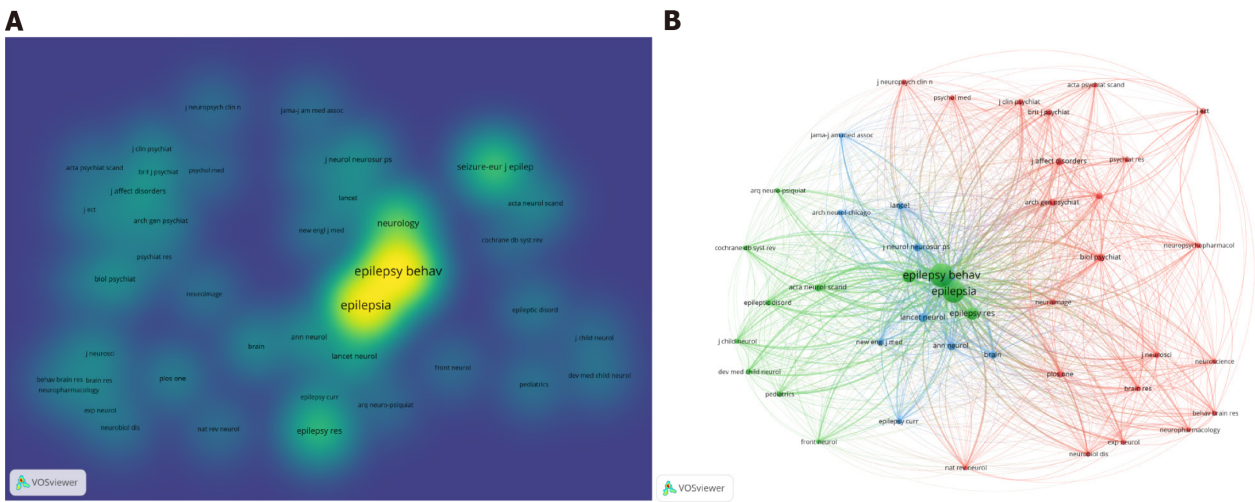 A
j neuropsych clin n
jama-j am med assoc
j clin psychiat
j neurol neurosur ps
acta psychiat scand
brit j psychiat
psychol med
seizure-eur j epilep
j affect disorders
lancet
acta neurol scand
j ect
arch gen psychiat
neurology
new engl j med
cochrane db syst rev
psychiat res
epilepsy behav
biol psychiat
neuroimage
epilepsia
epileptic disord
ann neurol
j child neurol
brain
j neurosci
lancet neurol
front neurol
behav brain res
brain res
plos one
dev med child neurol
neuropharmacology
pediatrics
epilepsy curr
arq neuro-psiquiat
exp neurol
neurobiol dis
nat rev neurol
epilepsy res
VOSviewer
B
j neuropsych clin n
acta psychiat scand
psychol med
j clin psychiat
brit j psychiat
j ect
jama-j am med assoc
j affect disorders
psychiat res
arq neuro-psiquiat
arch gen psychiat
lancet
arch neurol-chicago
cochrane db syst rev
j neurol neurosur ps
neuropsychopharmacol
biol psychiat
epilepsy behav
acta neurol scand
epilepsia
epileptic disord
neuroimage
epilepsy res
lancet neurol
j child neurol
new engl j med
ann neurol
brain
j neurosci
neuroscience
dev med child neurol
plos one
pediatrics
brain res
behav brain res
epilepsy curr
neuropharmacology
front neurol
exp neurol
neurobiol dis
nat rev neurol
VOSviewer